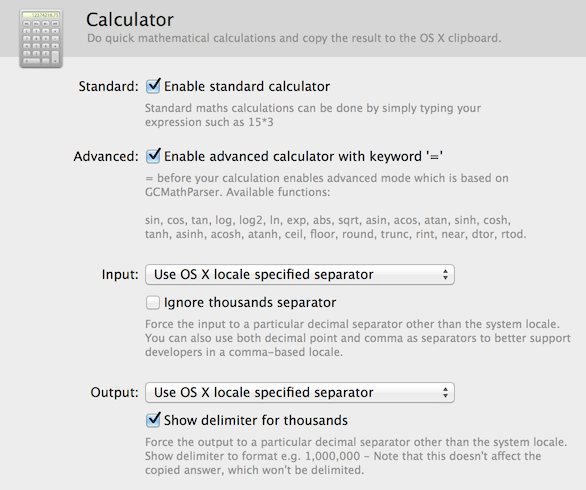 Calculator
Do quick mathematical calculations and copy the result to the OS X clipboard.
Standard: Enable standard calculator
Standard maths calculations can be done by simply typing your
expression such as 15*3
Advanced: Enable advanced calculator with keyword '='
= before your calculation enables advanced mode which is based on
GCMathParser. Available functions:
sin, cos, tan, log, log2, ln, exp, abs, sqrt, asin, acos, atan, sinh, cosh,
tanh, asinh, acosh, atanh, ceil, floor, round, trunc, rint, near, dtor, rtod.
Input: Use OS X locale specified separator
Ignore thousands separator
Force the input to a particular decimal separator other than the system locale.
You can also use both decimal point and comma as separators to better support
developers in a comma-based locale.
Output: Use OS X locale specified separator
Show delimiter for thousands
Force the output to a particular decimal separator other than the system locale.
Show delimiter to format e.g. 1,000,000 - Note that this doesn't affect the
copied answer, which won't be delimited.